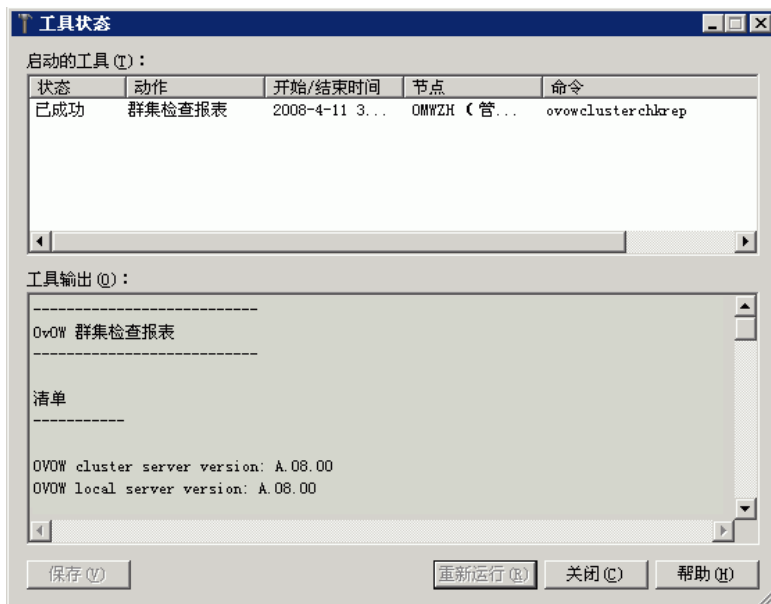 工具状态
启动的工具(T)：
状态 动作 开始/结束时间 节点 命令
已成功 群集检查报表 2008-4-11 3... OMWZH (管... ovowclusterchkrep
工具输出(O)：
---------------------------
OvOW 群集检查报表
---------------------------
清单
-----------
OVOW cluster server version: A.08.00
OVOW local server version: A.08.00
保存(V) 重新运行(R) 关闭(C) 帮助(H)